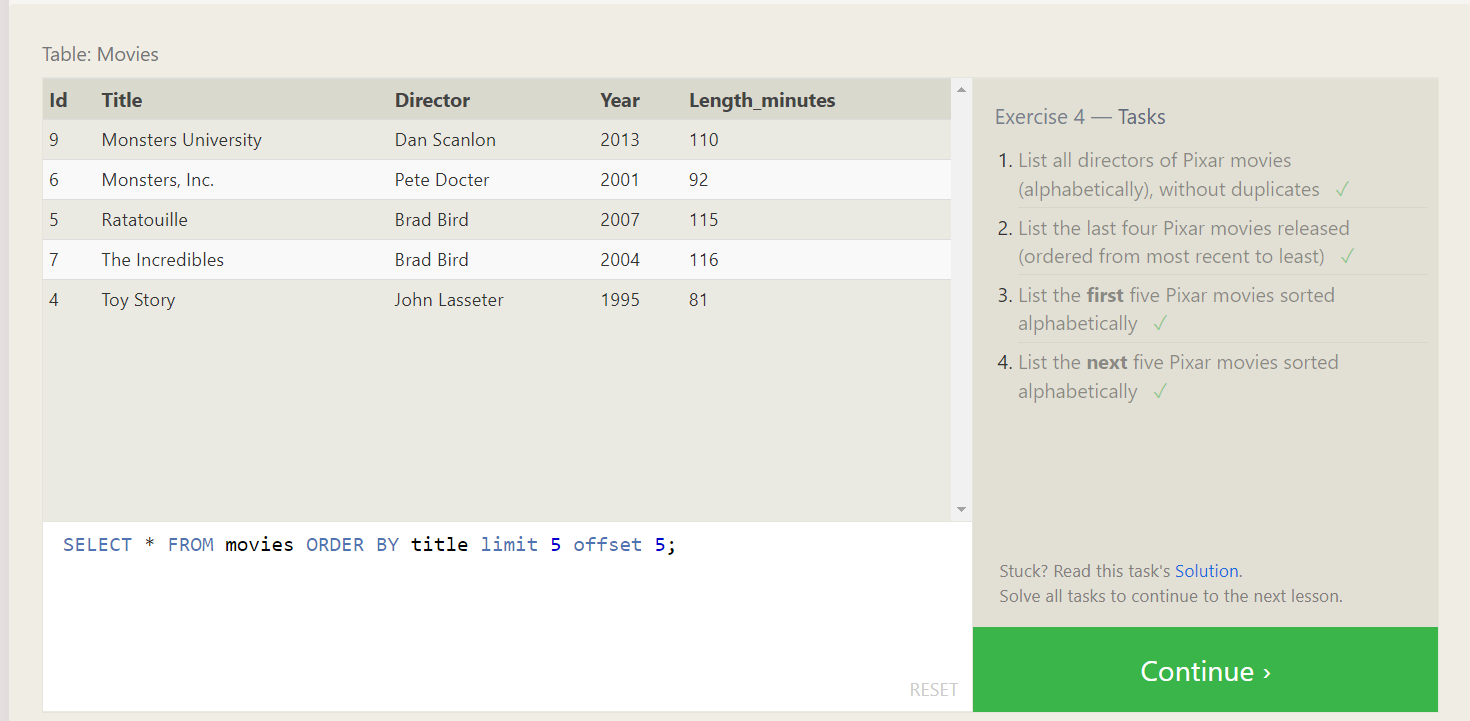 Table: Movies
Id Title Director Year Length_minutes
9 Monsters University Dan Scanlon 2013 110
6 Monsters, Inc. Pete Docter 2001 92
5 Ratatouille Brad Bird 2007 115
7 The Incredibles Brad Bird 2004 116
4 Toy Story John Lasseter 1995 81
SELECT * FROM movies ORDER BY title limit 5 offset 5;
RESET
Exercise 4 — Tasks
1. List all directors of Pixar movies
(alphabetically), without duplicates ✓
2. List the last four Pixar movies released
(ordered from most recent to least) ✓
3. List the first five Pixar movies sorted
alphabetically ✓
4. List the next five Pixar movies sorted
alphabetically ✓
Stuck? Read this task's Solution.
Solve all tasks to continue to the next lesson.
Continue ›